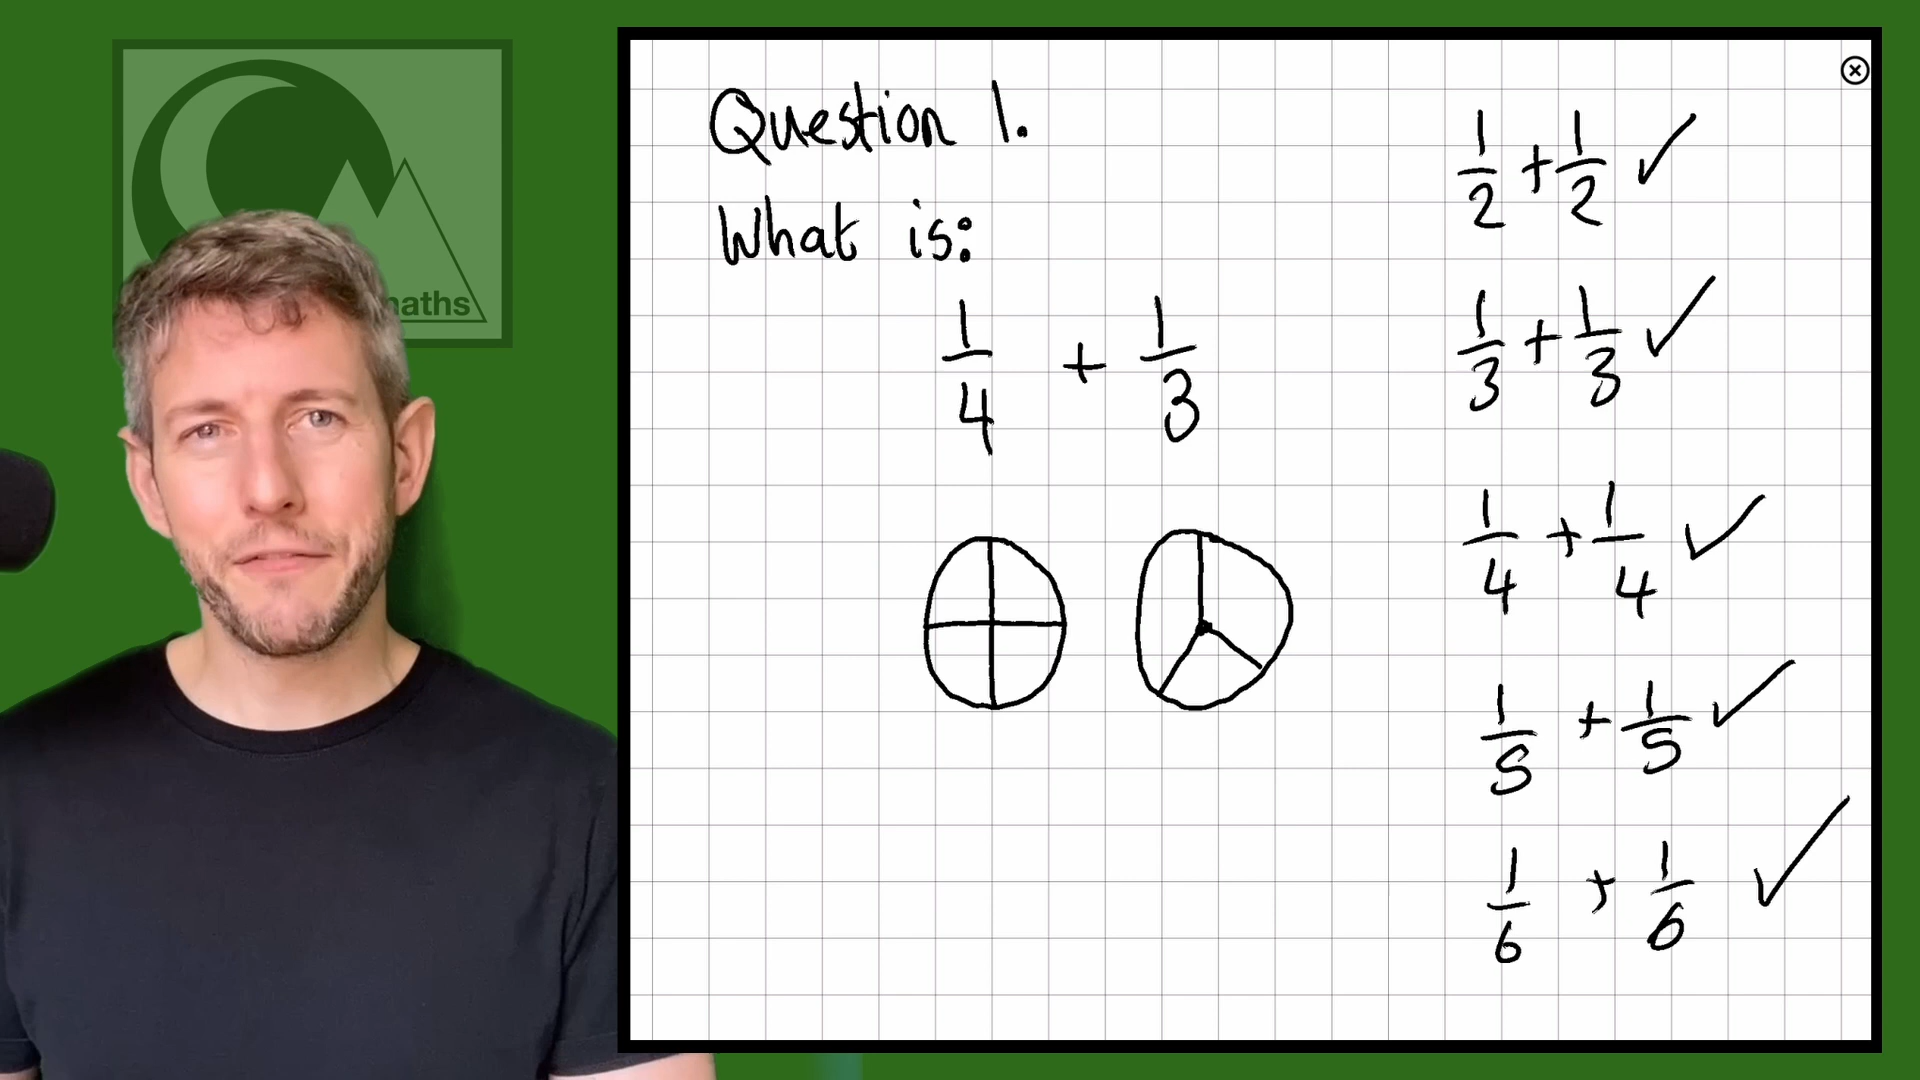 Question 1.
What is:
1/4 + 1/3
1/2 + 1/2 ✓
1/3 + 1/3 ✓
1/4 + 1/4 ✓
1/5 + 1/5 ✓
1/6 + 1/6 ✓
maths